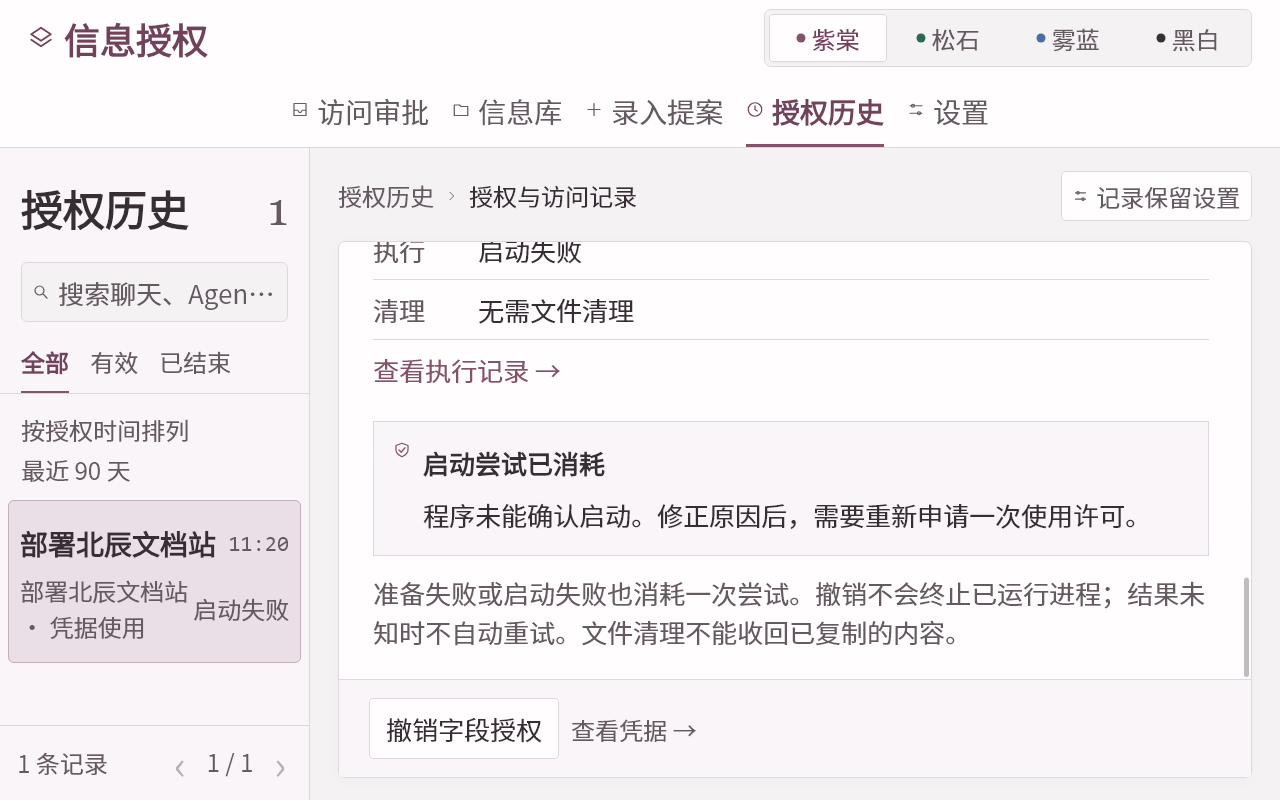 信息授权
紫棠
松石
雾蓝
黑白
访问审批
信息库
录入提案
授权历史
设置
授权历史
1
搜索聊天、Agen…
全部
有效
已结束
按授权时间排列
最近 90 天
部署北辰文档站
11:20
部署北辰文档站
· 凭据使用
启动失败
1 条记录
1 / 1
授权历史 › 授权与访问记录
记录保留设置
执行
启动失败
清理
无需文件清理
查看执行记录 →
启动尝试已消耗
程序未能确认启动。修正原因后，需要重新申请一次使用许可。
准备失败或启动失败也消耗一次尝试。撤销不会终止已运行进程；结果未
知时不自动重试。文件清理不能收回已复制的内容。
撤销字段授权
查看凭据 →